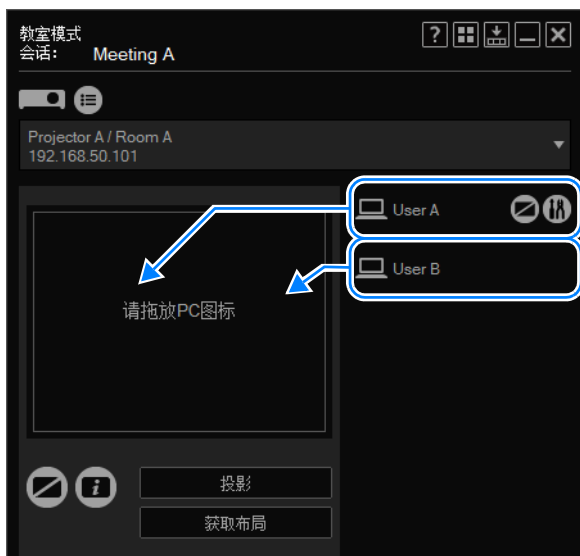 教室模式
会话： Meeting A
?
Projector A / Room A
192.168.50.101
User A
User B
请拖放PC图标
i
投影
获取布局